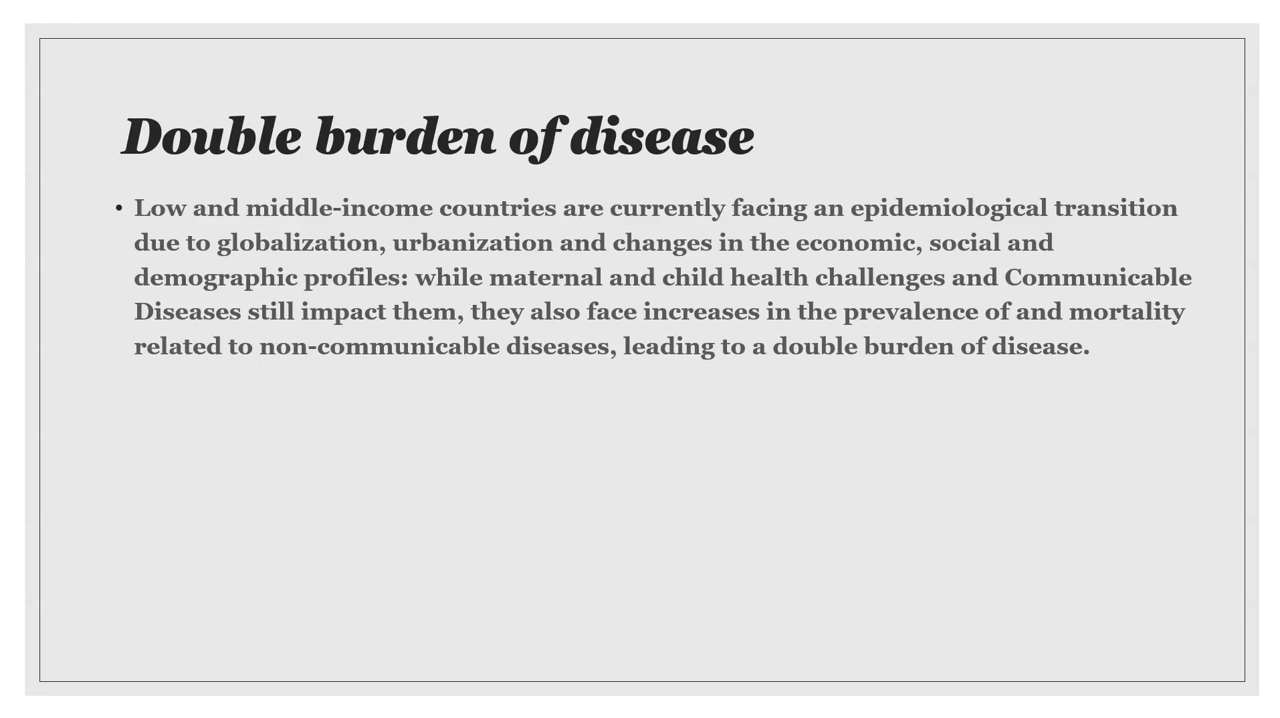 Double burden of disease
• Low and middle-income countries are currently facing an epidemiological transition
due to globalization, urbanization and changes in the economic, social and
demographic profiles: while maternal and child health challenges and Communicable
Diseases still impact them, they also face increases in the prevalence of and mortality
related to non-communicable diseases, leading to a double burden of disease.